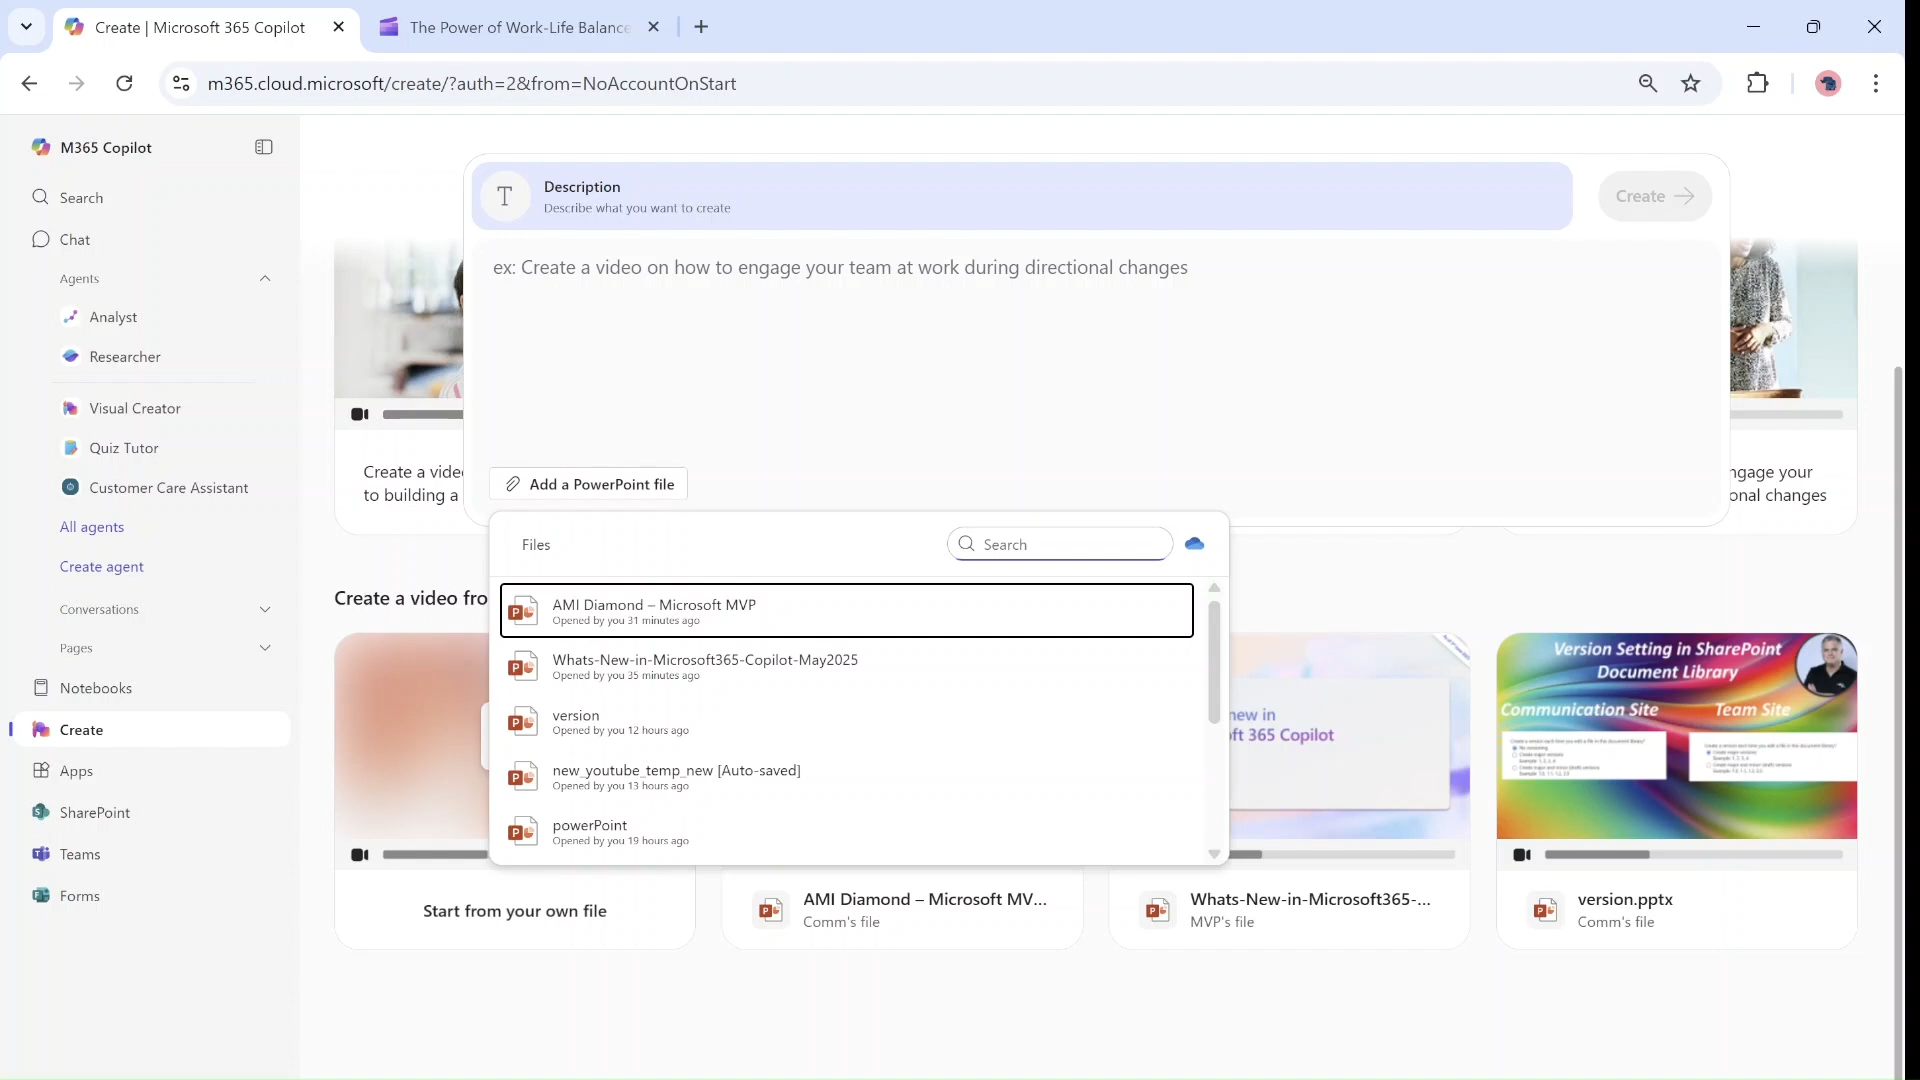 Create | Microsoft 365 Copilot
The Power of Work-Life Balance
m365.cloud.microsoft/create/?auth=2&from=NoAccountOnStart
M365 Copilot
Search
Chat
Agents
Analyst
Researcher
Visual Creator
Quiz Tutor
Customer Care Assistant
All agents
Create agent
Conversations
Pages
Notebooks
Create
Apps
SharePoint
Teams
Forms
T
Description
Describe what you want to create
Create
ex: Create a video on how to engage your team at work during directional changes
Add a PowerPoint file
Create a vide
to building a
ngage your
onal changes
Files
Search
AMI Diamond – Microsoft MVP
Opened by you 31 minutes ago
Whats-New-in-Microsoft365-Copilot-May2025
Opened by you 35 minutes ago
version
Opened by you 12 hours ago
new_youtube_temp_new [Auto-saved]
Opened by you 13 hours ago
powerPoint
Opened by you 19 hours ago
Create a video fro
new in
ft 365 Copilot
Version Setting in SharePoint
Document Library
Communication Site
Team Site
Start from your own file
AMI Diamond – Microsoft MV...
Comm's file
Whats-New-in-Microsoft365-...
MVP's file
version.pptx
Comm's file